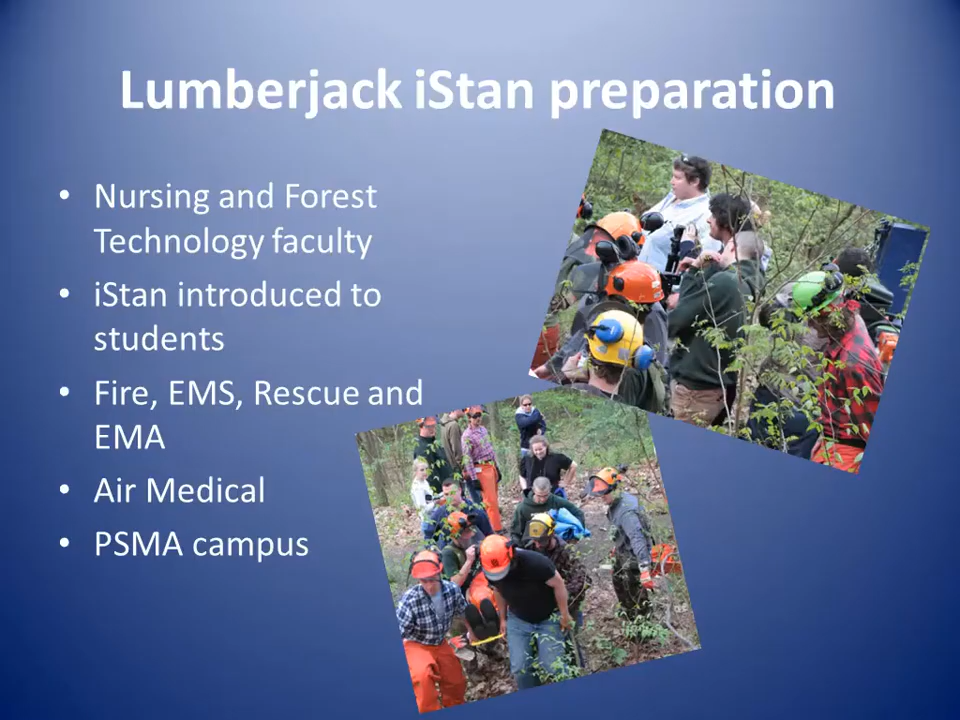 Lumberjack iStan preparation
• Nursing and Forest
Technology faculty
• iStan introduced to
students
• Fire, EMS, Rescue and
EMA
• Air Medical
• PSMA campus